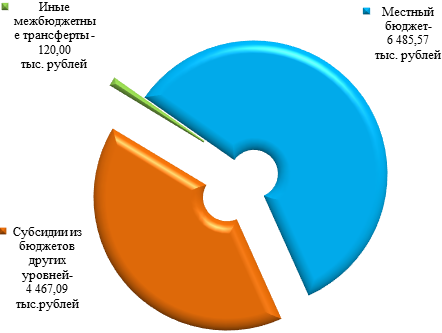 Иные
межбюджетны
е трансферты -
120,00
тыс. рублей
Местный
бюджет-
6 485,57
тыс. рублей
Субсидии из
бюджетов
других
уровней-
4 467,09
тыс.рублей